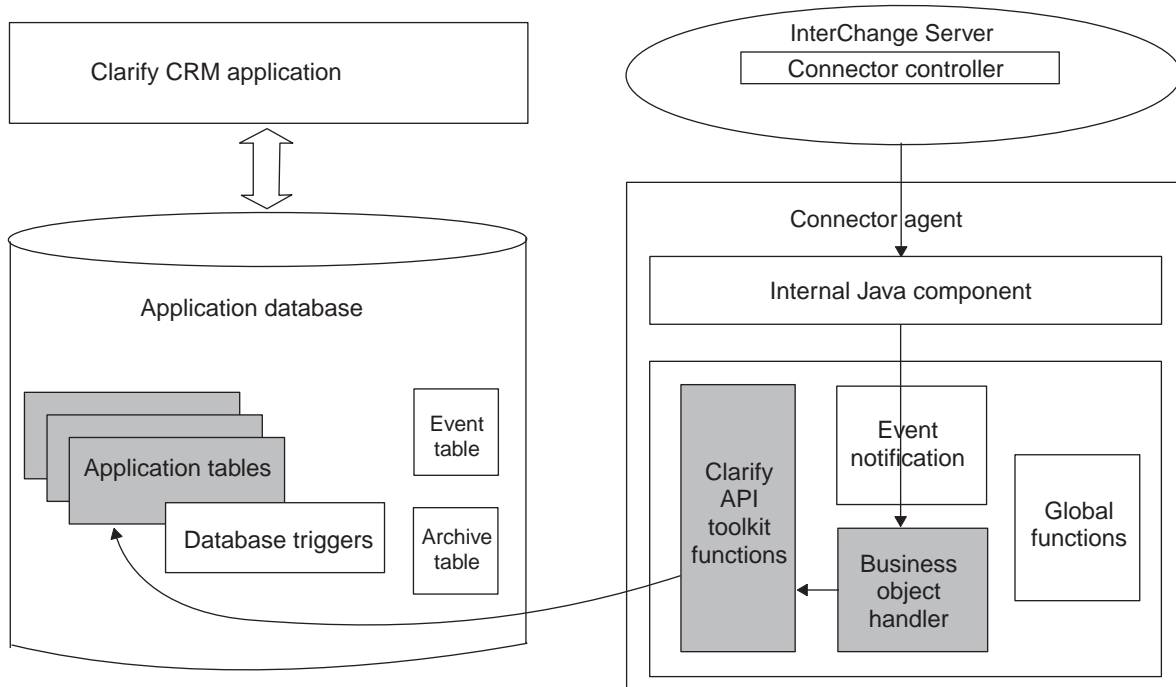 Clarify CRM application
InterChange Server
Connector controller
Connector agent
Internal Java component
Application database
Application tables
Database triggers
Event
table
Archive
table
Clarify
API
toolkit
functions
Event
notification
Business
object
handler
Global
functions